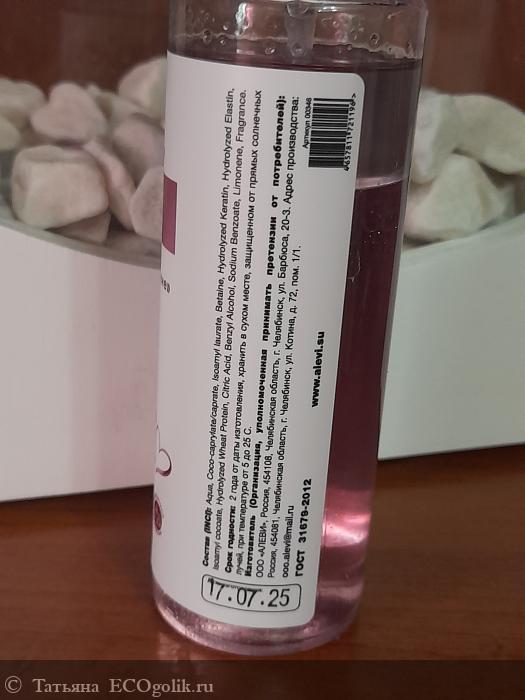 Состав (INCI): Aqua, Coco-caprylate/caprate, Isoamyl laurate, Betaine, Hydrolyzed Keratin, Hydrolyzed Elastin,
Isoamyl cocoate, Hydrolyzed Wheat Protein, Citric Acid, Benzyl Alcohol, Sodium Benzoate, Limonene, Fragrance.
Срок годности: 2 года от даты изготовления, хранить в сухом месте, защищенном от прямых солнечных
лучей, при температуре от 5 до 25 С.
Изготовитель (Организация, уполномоченная принимать претензии от потребителей):
ООО «АЛЕВИ», Россия, 454108, Челябинская область, г. Челябинск, ул. Барбюса, 20-3. Адрес производства:
Россия, 454081, Челябинская область, г. Челябинск, ул. Котина, д. 72, пом. 1/1.
ooo.alevi@mail.ru
www.alevi.su
ГОСТ 31679-2012
17.07.25
Артикул 00346
Татьяна ECOgolik.ru